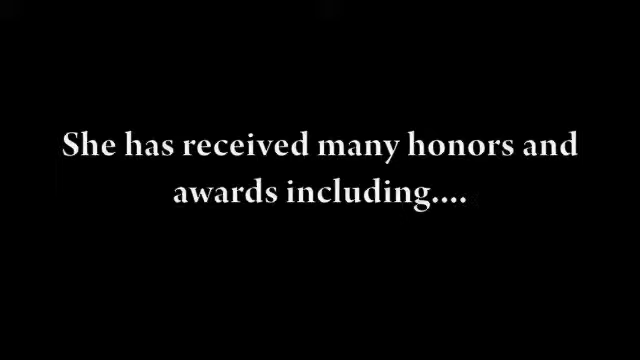 She has received many honors and
awards including....